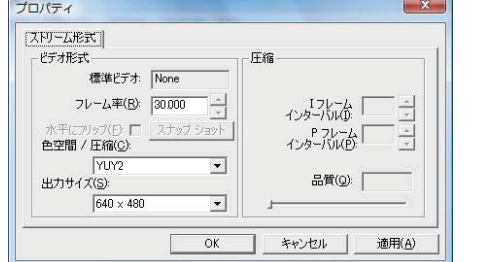 プロパティ
ストリーム形式
ビデオ形式
標準ビデオ: None
フレーム率(R): 30.000
水平にフリップ(F): スナップ ショット
色空間 / 圧縮(C):
YUY2
出力サイズ(S):
640 x 480
圧縮
I フレーム
インターバル(I):
P フレーム
インターバル(P):
品質(Q):
OK キャンセル 適用(A)